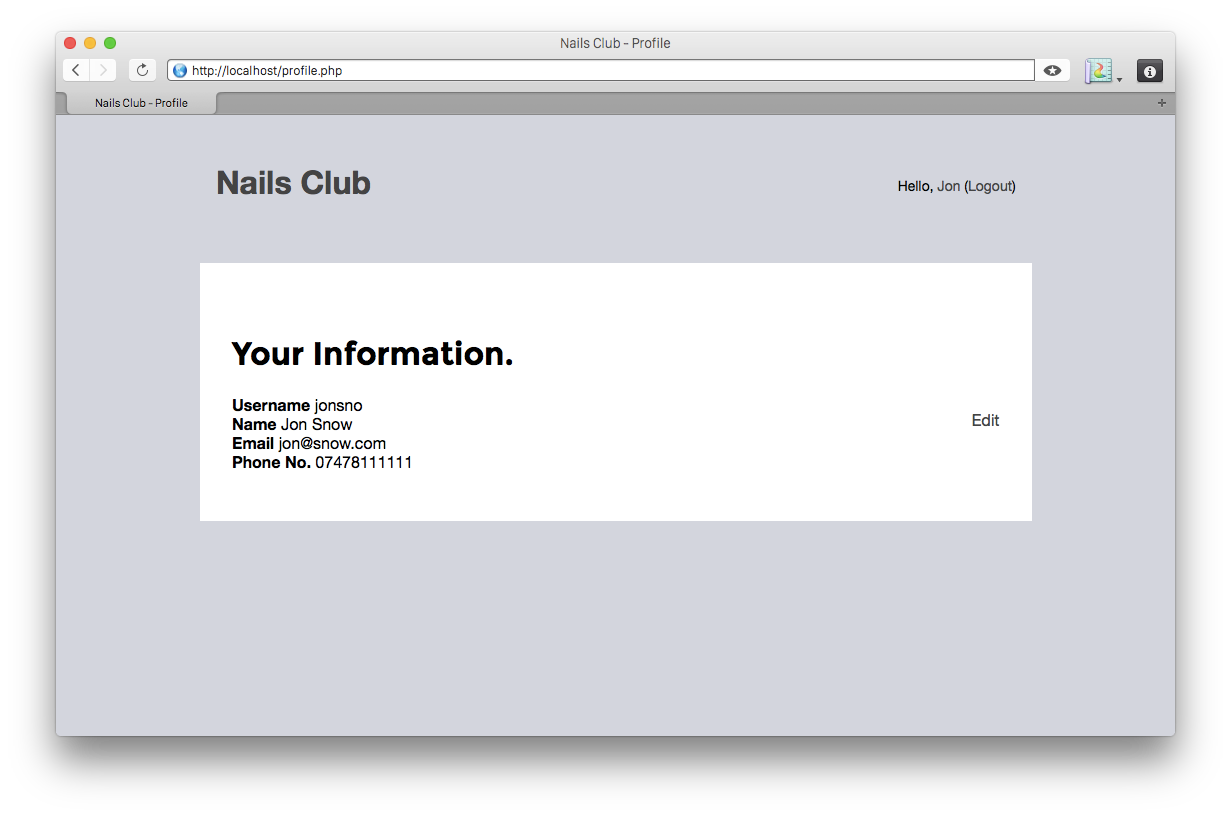 Nails Club - Profile
http://localhost/profile.php
Nails Club - Profile
Nails Club
Hello, Jon (Logout)
Your Information.
Username jonsno
Name Jon Snow
Email jon@snow.com
Phone No. 07478111111
Edit